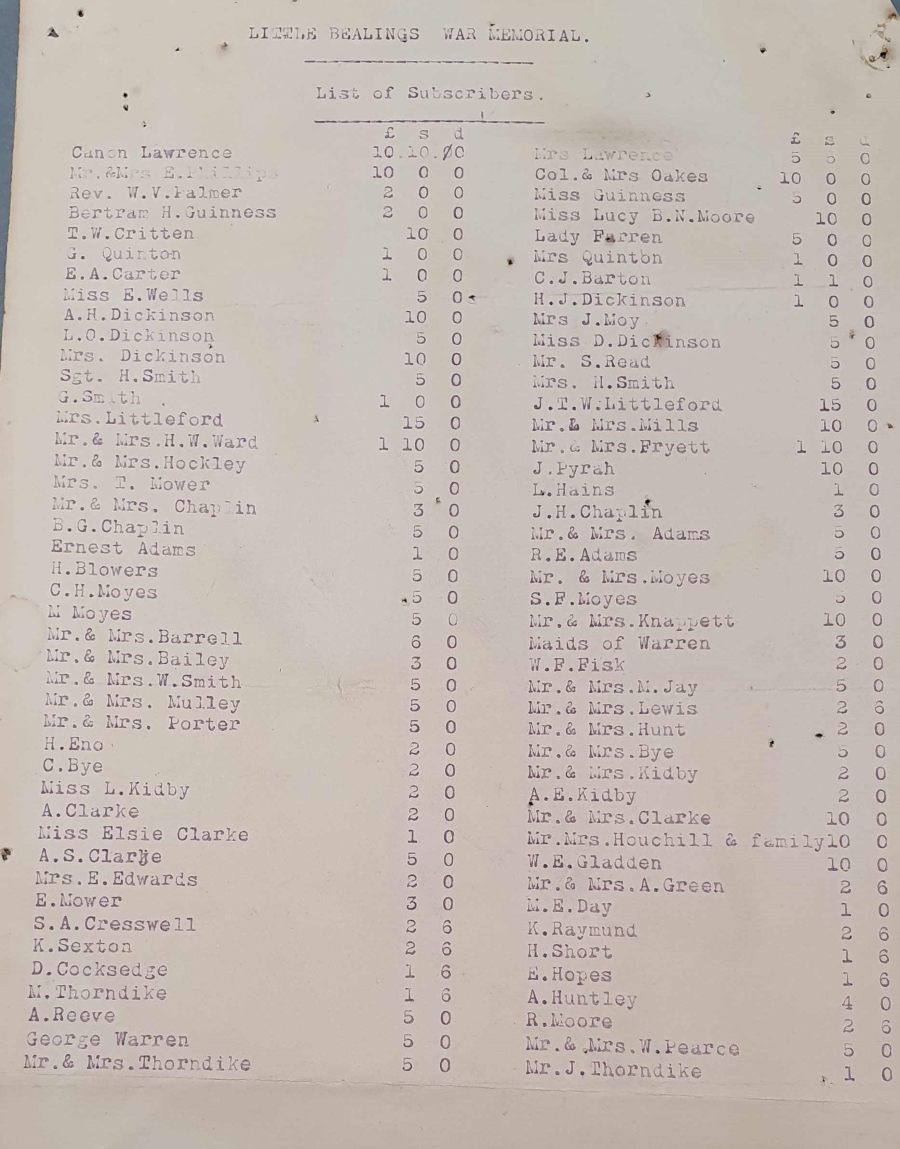 LITTLE BEALINGS WAR MEMORIAL.
List of Subscribers.
£ s d
Canon Lawrence 10.10.00
Mr.&Mrs E.Phillips 10 0 0
Rev. W.V.Palmer 2 0 0
Bertram H.Guinness 2 0 0
T.W.Critten 10 0
G. Quinton 1 0 0
E.A.Carter 1 0 0
Miss E.Wells 5 0
A.H.Dickinson 10 0
L.O.Dickinson 5 0
Mrs. Dickinson 10 0
Sgt. H.Smith 5 0
G.Smith 1 0 0
Mrs.Littleford 15 0
Mr.& Mrs.H.W.Ward 1 10 0
Mr.& Mrs.Hockley 5 0
Mrs. T. Mower 5 0
Mr.& Mrs. Chaplin 3 0
B.G.Chaplin 5 0
Ernest Adams 1 0
H.Blowers 5 0
C.H.Moyes 5 0
M Moyes 5 0
Mr.& Mrs.Barrell 6 0
Mr.& Mrs.Bailey 3 0
Mr.& Mrs.W.Smith 5 0
Mr.& Mrs. Mulley 5 0
Mr.& Mrs. Porter 5 0
H.Eno 2 0
C.Bye 2 0
Miss L.Kidby 2 0
A.Clarke 2 0
Miss Elsie Clarke 1 0
A.S.Clarke 5 0
Mrs.E.Edwards 2 0
E.Mower 3 0
S.A.Cresswell 2 6
K.Sexton 2 6
D.Cocksedge 1 6
M.Thorndike 1 6
A.Reeve 5 0
George Warren 5 0
Mr.& Mrs.Thorndike 5 0
£ s d
Mrs Lawrence 5 5 0
Col.& Mrs Oakes 10 0 0
Miss Guinness 5 0 0
Miss Lucy B.N.Moore 10 0
Lady Farren 5 0 0
Mrs Quinton 1 0 0
C.J.Barton 1 1 0
H.J.Dickinson 1 0 0
Mrs J.Moy 5 0
Miss D.Dickinson 5 0
Mr. S.Read 5 0
Mrs. H.Smith 5 0
J.T.W.Littleford 15 0
Mr.& Mrs.Mills 10 0
Mr.& Mrs.Fryett 1 10 0
J.Pyrah 10 0
L.Hains 1 0
J.H.Chaplin 3 0
Mr.& Mrs. Adams 5 0
R.E.Adams 5 0
Mr. & Mrs.Moyes 10 0
S.F.Moyes 5 0
Mr.& Mrs.Knappett 10 0
Maids of Warren 3 0
W.F.Fisk 2 0
Mr.& Mrs.M.Jay 5 0
Mr.& Mrs.Lewis 2 6
Mr.& Mrs.Hunt 2 0
Mr.& Mrs.Bye 5 0
Mr.& Mrs.Kidby 2 0
A.E.Kidby 2 0
Mr.& Mrs.Clarke 10 0
Mr.Mrs.Houchill & family10 0
W.E.Gladden 10 0
Mr.& Mrs.A.Green 2 6
M.E.Day 1 0
K.Raymund 2 6
H.Short 1 6
E.Hopes 1 6
A.Huntley 4 0
R.Moore 2 6
Mr.& Mrs.W.Pearce 5 0
Mr.J.Thorndike 1 0